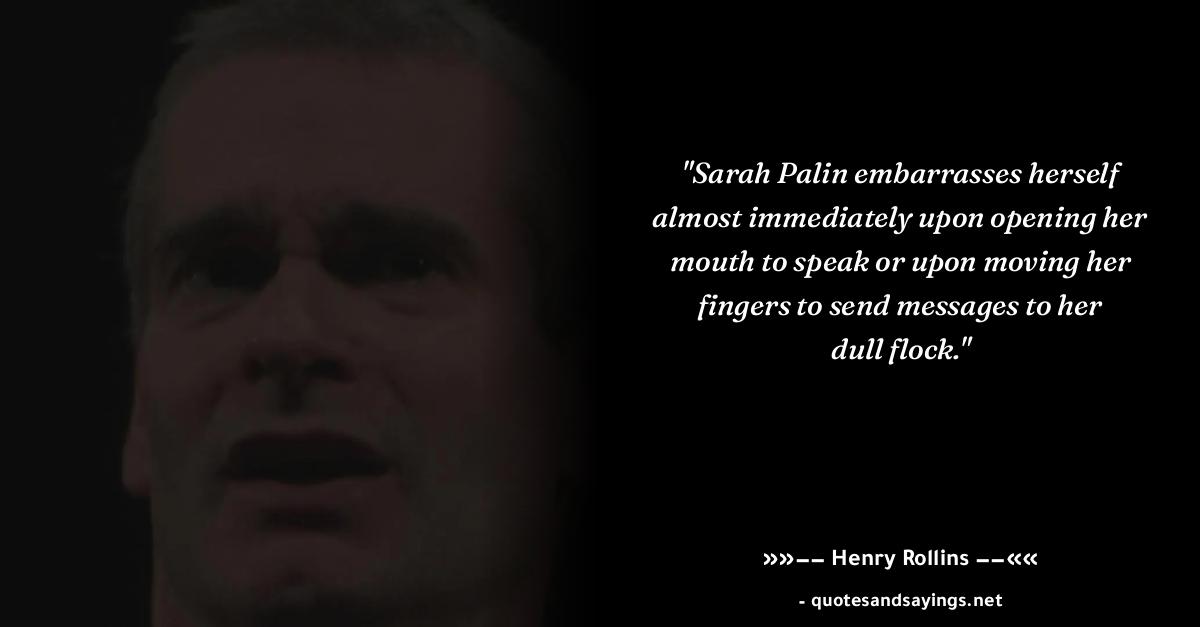 "Sarah Palin embarrasses herself
almost immediately upon opening her
mouth to speak or upon moving her
fingers to send messages to her
dull flock."
»»−− Henry Rollins −−««
- quotesandsayings.net